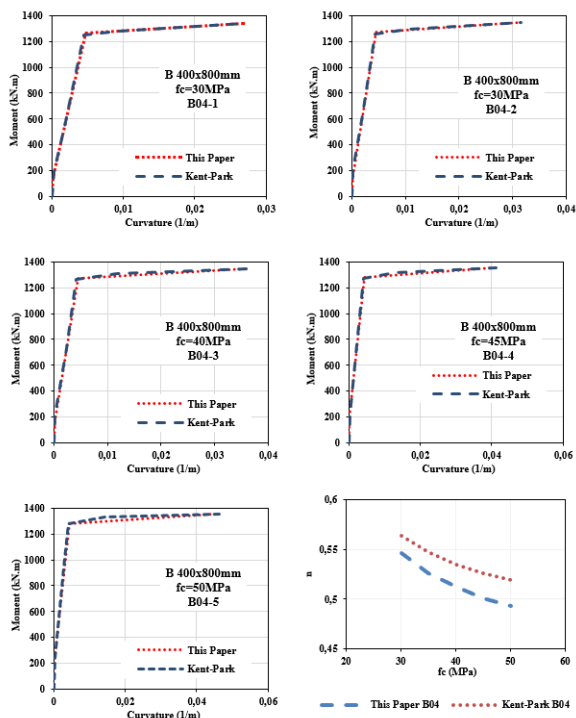 1400
1200
1000
800
600
400
200
0
Moment (kN.m)
B 400x800mm
fc=30MPa
B04-1
This Paper
Kent-Park
0 0,01 0,02 0,03
Curvature (1/m)
1400
1200
1000
800
600
400
200
0
Moment (kN.m)
B 400x800mm
fc=30MPa
B04-2
This Paper
Kent-Park
0 0,01 0,02 0,03 0,04
Curvature (1/m)
1400
1200
1000
800
600
400
200
0
Moment (kN.m)
B 400x800mm
fc=40MPa
B04-3
This Paper
Kent-Park
0 0,01 0,02 0,03 0,04
Curvature (1/m)
1400
1200
1000
800
600
400
200
0
Moment (kN.m)
B 400x800mm
fc=45MPa
B04-4
This Paper
Kent-Park
0 0,02 0,04 0,06
Curvature (1/m)
1400
1200
1000
800
600
400
200
0
Moment (kN.m)
B 400x800mm
fc=50MPa
B04-5
This Paper
Kent-Park
0 0,02 0,04 0,06
Curvature (1/m)
0,6
0,55
0,5
0,45
n
20 30 40 50 60
fc (MPa)
This Paper B04 Kent-Park B04